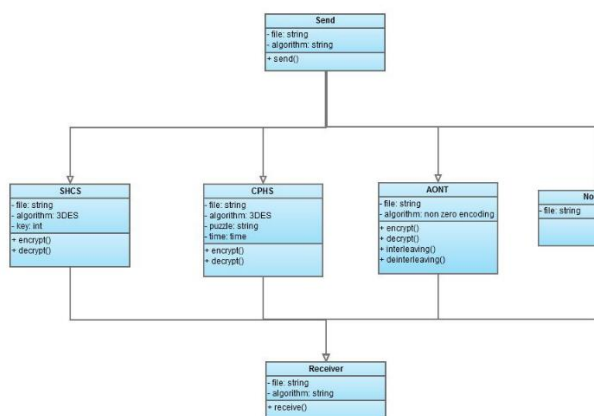 Send
- file: string
- algorithm: string
+ send()
SHCS
- file: string
- algorithm: 3DES
- key: int
+ encrypt()
+ decrypt()
CPHS
- file: string
- algorithm: 3DES
- puzzle: string
- time: time
+ encrypt()
+ decrypt()
AONT
- file: string
- algorithm: non zero encoding
+ encrypt()
+ decrypt()
+ interleaving()
+ deinterleaving()
No
- file: string
Receiver
- file: string
- algorithm: string
+ receive()